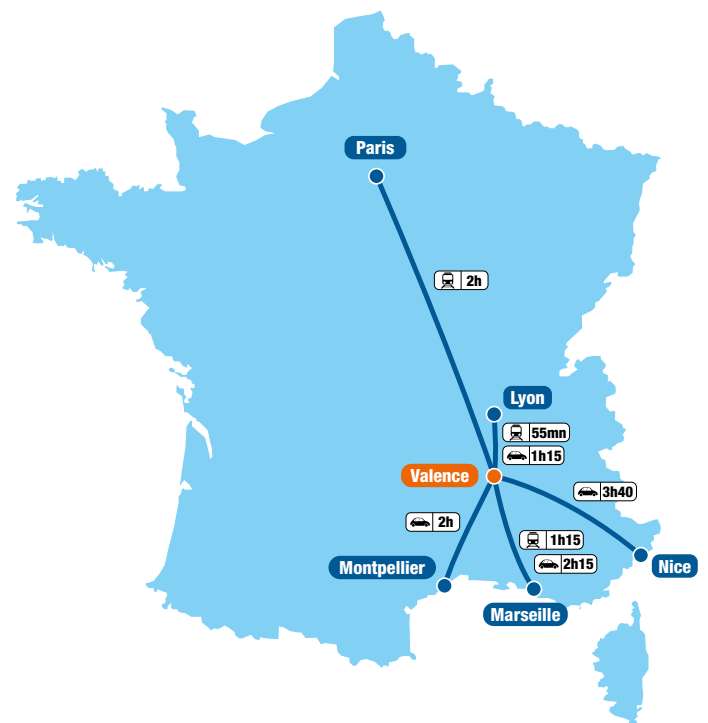 Paris
2h
Lyon
55mn
1h15
Valence
3h40
2h
1h15
2h15
Montpellier
Nice
Marseille